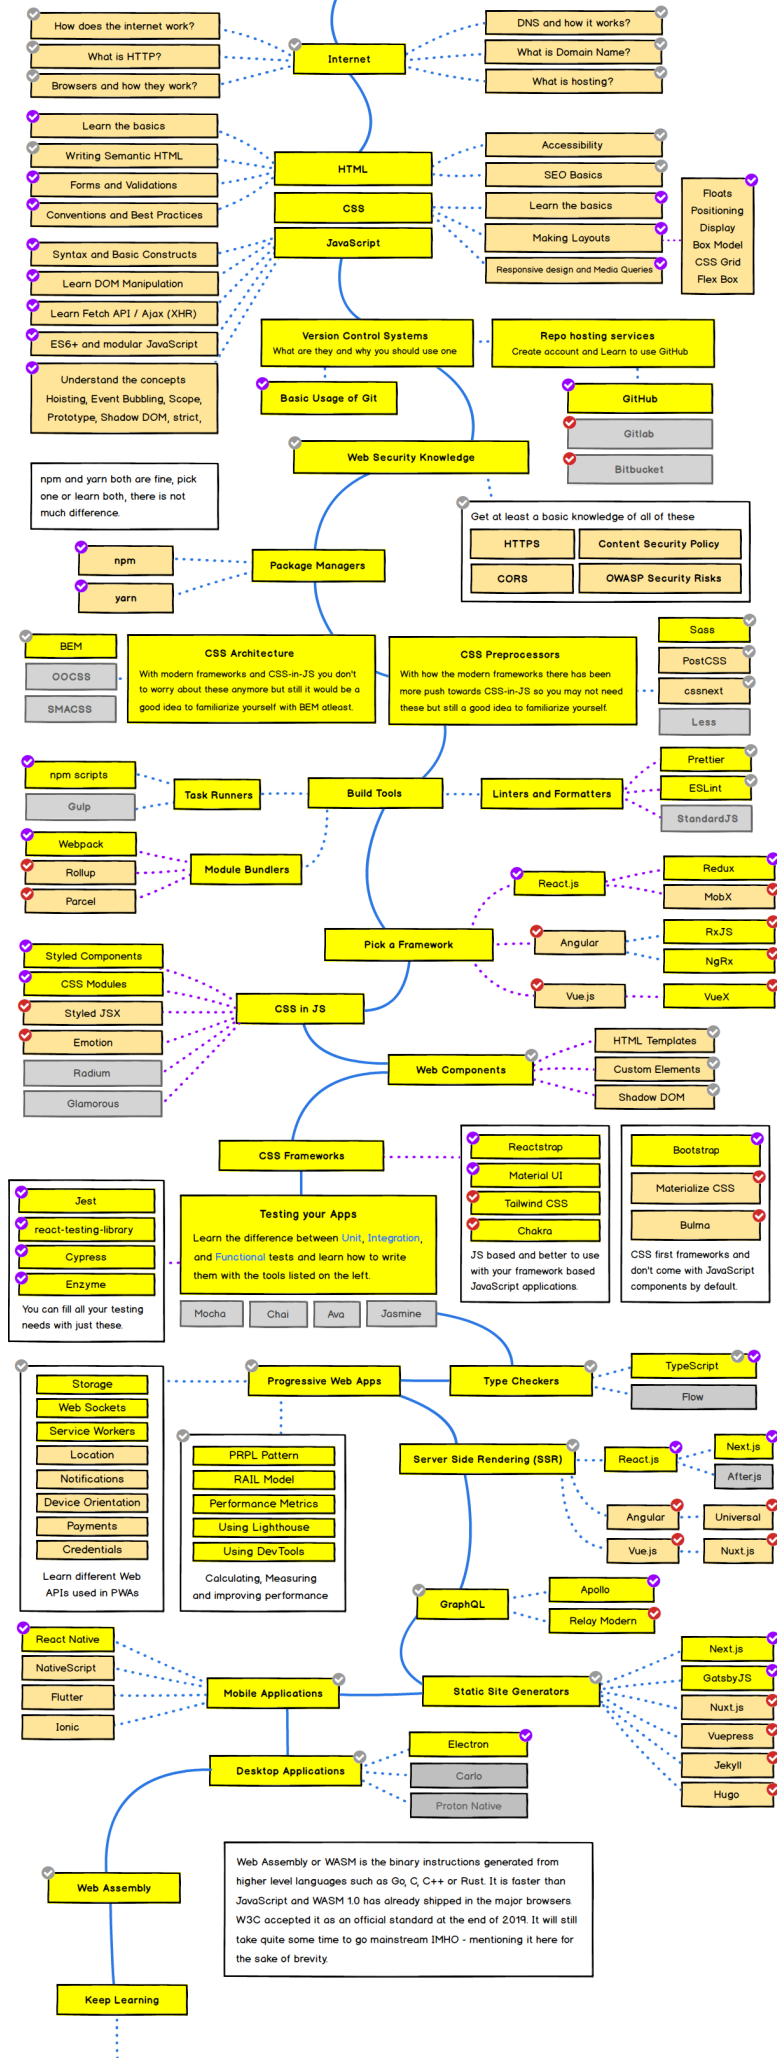 How does the internet work?
What is HTTP?
Browsers and how they work?
Internet
DNS and how it works?
What is Domain Name?
What is hosting?
Learn the basics
Writing Semantic HTML
Forms and Validations
Conventions and Best Practices
HTML
Accessibility
SEO Basics
CSS
Learn the basics
Making Layouts
Responsive design and Media Queries
Floats
Positioning
Display
Box Model
CSS Grid
Flex Box
JavaScript
Syntax and Basic Constructs
Learn DOM Manipulation
Learn Fetch API / Ajax (XHR)
ES6+ and modular JavaScript
Understand the concepts
Hoisting, Event Bubbling, Scope,
Prototype, Shadow DOM, strict,
Version Control Systems
What are they and why you should use one
Repo hosting services
Create account and Learn to use GitHub
Basic Usage of Git
GitHub
Gitlab
Bitbucket
Web Security Knowledge
Get at least a basic knowledge of all of these
HTTPS
Content Security Policy
CORS
OWASP Security Risks
npm and yarn both are fine, pick
one or learn both, there is not
much difference.
npm
yarn
Package Managers
BEM
OOCSS
SMACSS
CSS Architecture
With modern frameworks and CSS-in-JS you don't
to worry about these anymore but still it would be a
good idea to familiarize yourself with BEM atleast.
CSS Preprocessors
With how the modern frameworks there has been
more push towards CSS-in-JS so you may not need
these but still a good idea to familiarize yourself.
Sass
PostCSS
cssnext
Less
npm scripts
Gulp
Task Runners
Build Tools
Linters and Formatters
Prettier
ESLint
StandardJS
Webpack
Rollup
Parcel
Module Bundlers
Pick a Framework
React.js
Redux
MobX
Angular
RxJS
NgRx
Vue.js
VueX
Styled Components
CSS Modules
Styled JSX
Emotion
Radium
Glamorous
CSS in JS
Web Components
HTML Templates
Custom Elements
Shadow DOM
CSS Frameworks
Reactstrap
Material UI
Tailwind CSS
Chakra
JS based and better to use
with your framework based
JavaScript applications.
Bootstrap
Materialize CSS
Bulma
CSS first frameworks and
don't come with JavaScript
components by default.
Jest
react-testing-library
Cypress
Enzyme
You can fill all your testing
needs with just these.
Testing your Apps
Learn the difference between Unit, Integration,
and Functional tests and learn how to write
them with the tools listed on the left.
Mocha
Chai
Ava
Jasmine
Type Checkers
TypeScript
Flow
Progressive Web Apps
Storage
Web Sockets
Service Workers
Location
Notifications
Device Orientation
Payments
Credentials
Learn different Web
APIs used in PWAs
PRPL Pattern
RAIL Model
Performance Metrics
Using Lighthouse
Using DevTools
Calculating, Measuring
and improving performance
Server Side Rendering (SSR)
React.js
Next.js
After.js
Angular
Universal
Vue.js
Nuxt.js
GraphQL
Apollo
Relay Modern
React Native
NativeScript
Flutter
Ionic
Mobile Applications
Static Site Generators
Next.js
GatsbyJS
Nuxt.js
Vuepress
Jekyll
Hugo
Desktop Applications
Electron
Carlo
Proton Native
Web Assembly
Web Assembly or WASM is the binary instructions generated from
higher level languages such as Go, C, C++ or Rust. It is faster than
JavaScript and WASM 1.0 has already shipped in the major browsers.
W3C accepted it as an official standard at the end of 2019. It will still
take quite some time to go mainstream IMHO - mentioning it here for
the sake of brevity.
Keep Learning